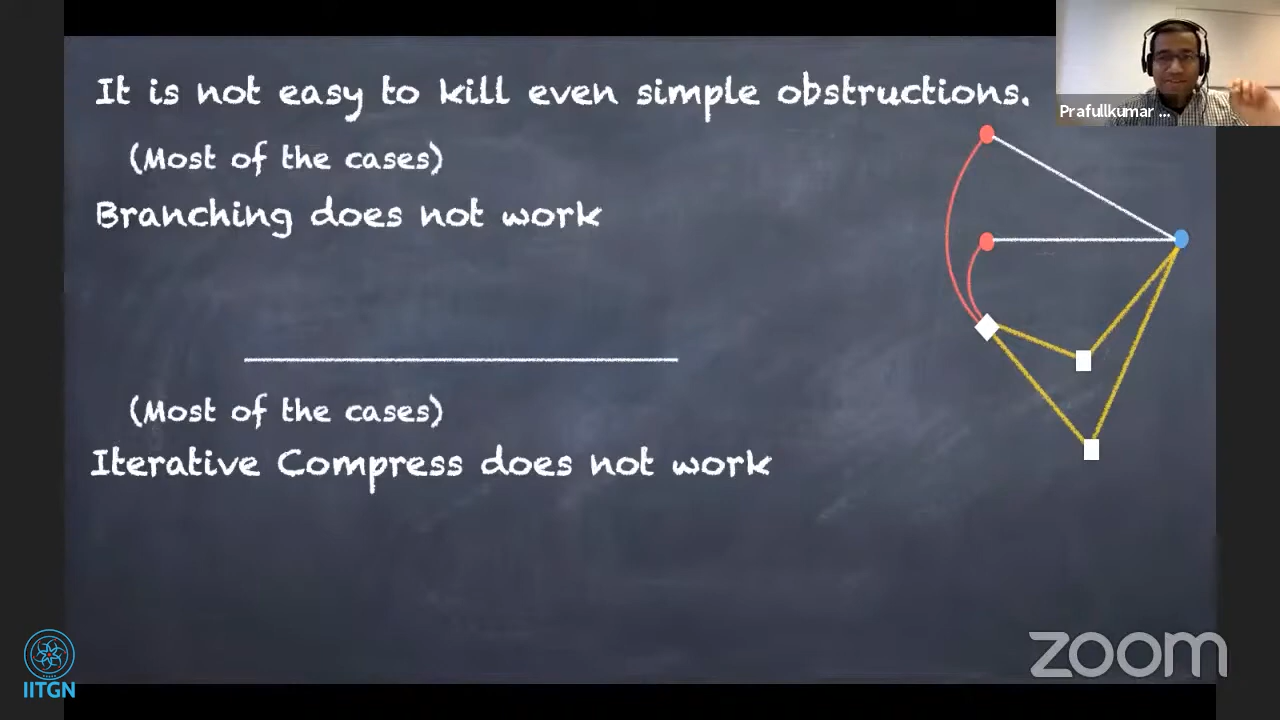 It is not easy to kill even simple obstructions.
Prafullkumar ...
(Most of the cases)
Branching does not work
(Most of the cases)
Iterative Compress does not work
zoom
IITGN